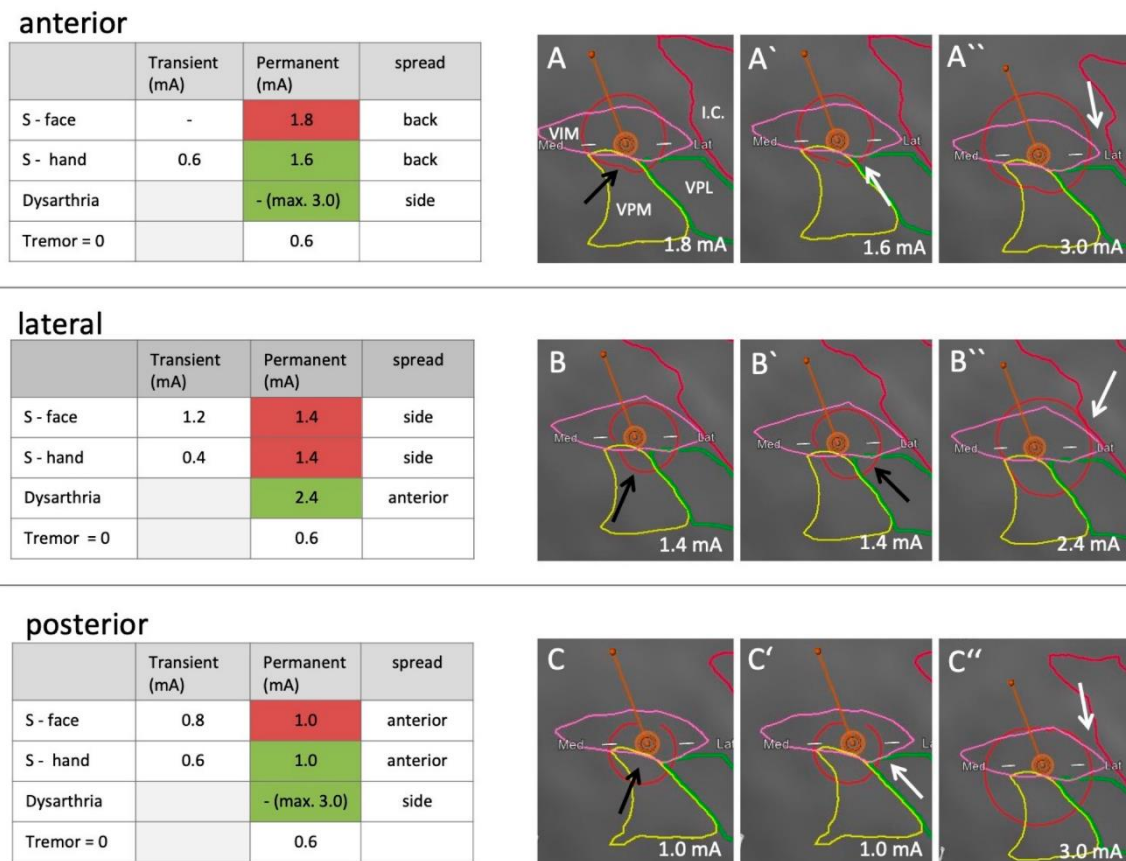 anterior
Transient (mA) Permanent (mA) spread
S - face - 1.8 back
S - hand 0.6 1.6 back
Dysarthria - (max. 3.0) side
Tremor = 0 0.6
A I.C. VIM Med Lat VPL VPM 1.8 mA
A` Med Lat 1.6 mA
A`` Med Lat 3.0 mA
lateral
Transient (mA) Permanent (mA) spread
S - face 1.2 1.4 side
S - hand 0.4 1.4 side
Dysarthria 2.4 anterior
Tremor = 0 0.6
B Med Lat 1.4 mA
B` Med Lat 1.4 mA
B`` Med Lat 2.4 mA
posterior
Transient (mA) Permanent (mA) spread
S - face 0.8 1.0 anterior
S - hand 0.6 1.0 anterior
Dysarthria - (max. 3.0) side
Tremor = 0 0.6
C Med Lat 1.0 mA
C‘ Med Lat 1.0 mA
C“ Med Lat 3.0 mA